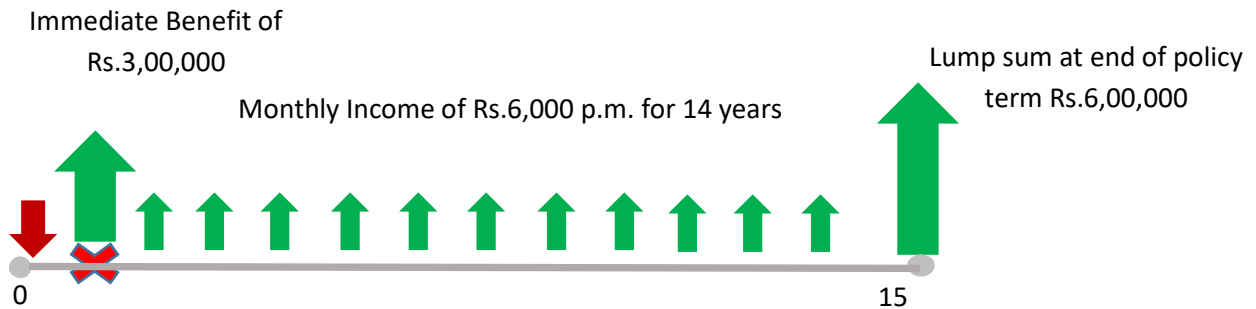 Immediate Benefit of
Rs.3,00,000
Lump sum at end of policy
term Rs.6,00,000
Monthly Income of Rs.6,000 p.m. for 14 years
0
15